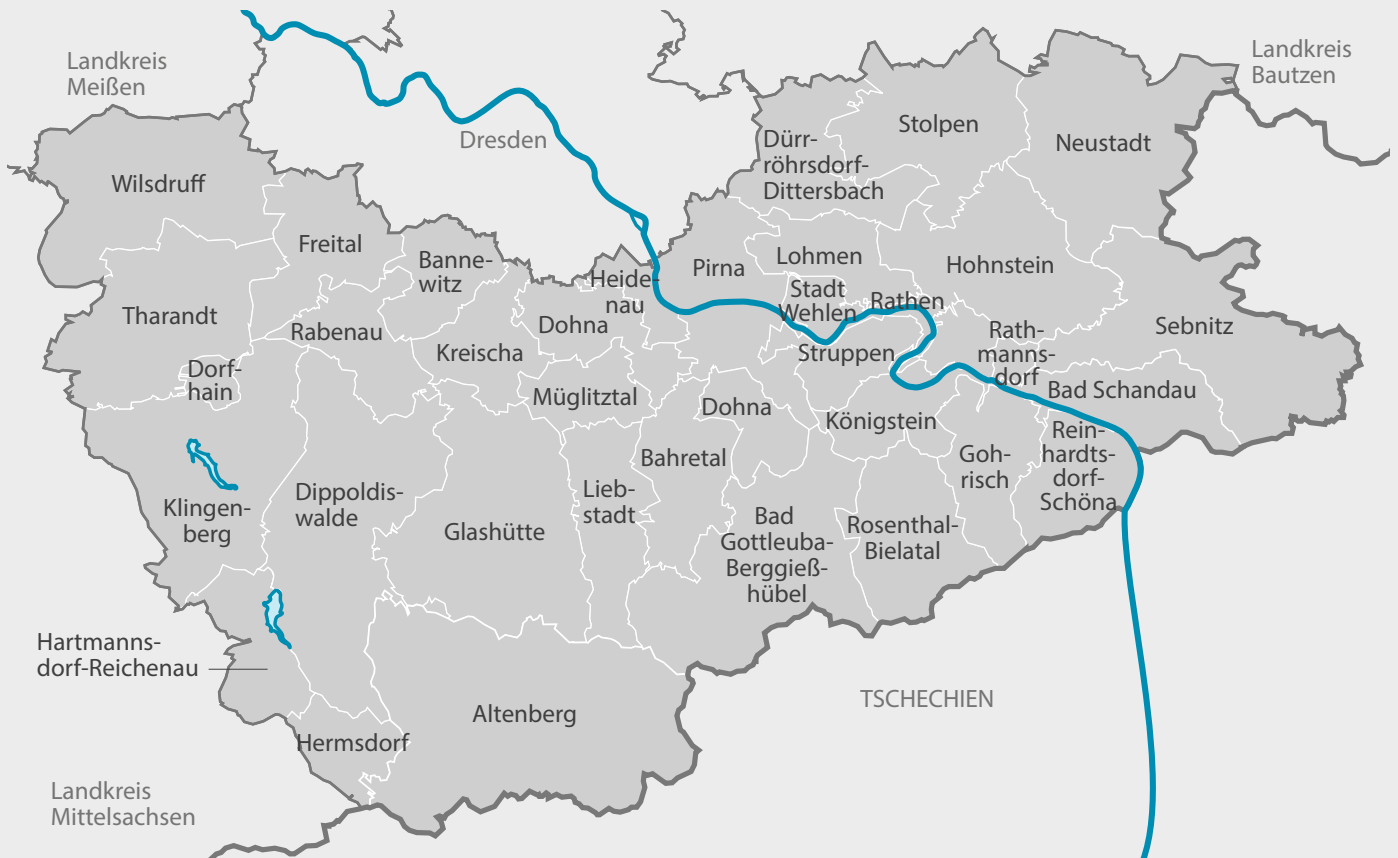 Landkreis
Meißen
Landkreis
Bautzen
Dresden
Stolpen
Neustadt
Dürr-
röhrsdorf-
Dittersbach
Wilsdruff
Freital
Banne-
witz
Pirna
Lohmen
Hohnstein
Heide-
nau
Stadt
Wehlen
Rathen
Tharandt
Rabenau
Dohna
Sebnitz
Kreischa
Struppen
Rath-
manns-
dorf
Dorf-
hain
Müglitztal
Dohna
Bad Schandau
Königstein
Rein-
hardts-
dorf-
Schöna
Bahretal
Goh-
risch
Klingen-
berg
Dippoldis-
walde
Glashütte
Lieb-
stadt
Bad
Gottleuba-
Berggieß-
hübel
Rosenthal-
Bielatal
Hartmanns-
dorf-Reichenau
Altenberg
TSCHECHIEN
Hermsdorf
Landkreis
Mittelsachsen